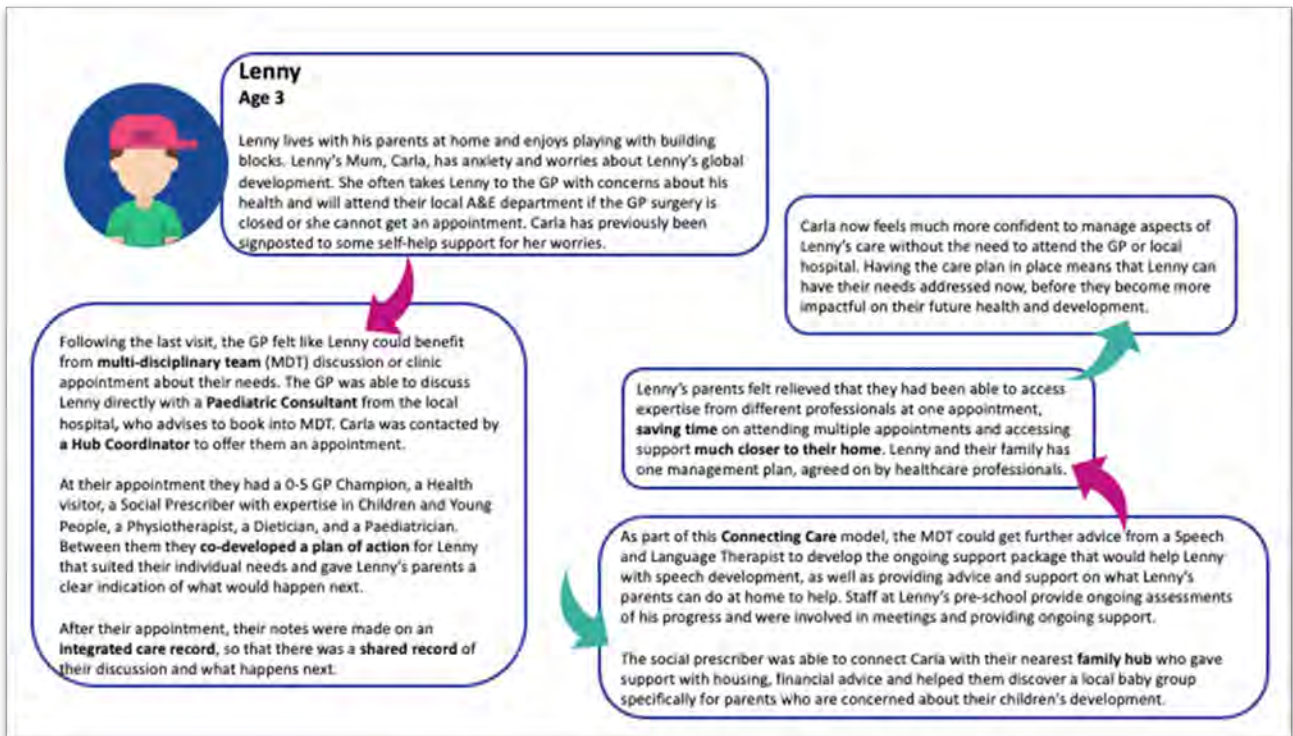 Lenny
Age 3
Lenny lives with his parents at home and enjoys playing with building
blocks. Lenny's Mum, Carla, has anxiety and worries about Lenny's global
development. She often takes Lenny to the GP with concerns about his
health and will attend their local A&E department if the GP surgery is
closed or she cannot get an appointment. Carla has previously been
signposted to some self-help support for her worries.
Following the last visit, the GP felt like Lenny could benefit
from multi-disciplinary team (MDT) discussion or clinic
appointment about their needs. The GP was able to discuss
Lenny directly with a Paediatric Consultant from the local
hospital, who advises to book into MDT. Carla was contacted by
a Hub Coordinator to offer them an appointment.
At their appointment they had a 0-5 GP Champion, a Health
visitor, a Social Prescriber with expertise in Children and Young
People, a Physiotherapist, a Dietician, and a Paediatrician.
Between them they co-developed a plan of action for Lenny
that suited their individual needs and gave Lenny's parents a
clear indication of what would happen next.
After their appointment, their notes were made on an
integrated care record, so that there was a shared record of
their discussion and what happens next.
As part of this Connecting Care model, the MDT could get further advice from a Speech
and Language Therapist to develop the ongoing support package that would help Lenny
with speech development, as well as providing advice and support on what Lenny's
parents can do at home to help. Staff at Lenny's pre-school provide ongoing assessments
of his progress and were involved in meetings and providing ongoing support.
The social prescriber was able to connect Carla with their nearest family hub who gave
support with housing, financial advice and helped them discover a local baby group
specifically for parents who are concerned about their children's development.
Lenny's parents felt relieved that they had been able to access
expertise from different professionals at one appointment,
saving time on attending multiple appointments and accessing
support much closer to their home. Lenny and their family has
one management plan, agreed on by healthcare professionals.
Carla now feels much more confident to manage aspects of
Lenny's care without the need to attend the GP or local
hospital. Having the care plan in place means that Lenny can
have their needs addressed now, before they become more
impactful on their future health and development.